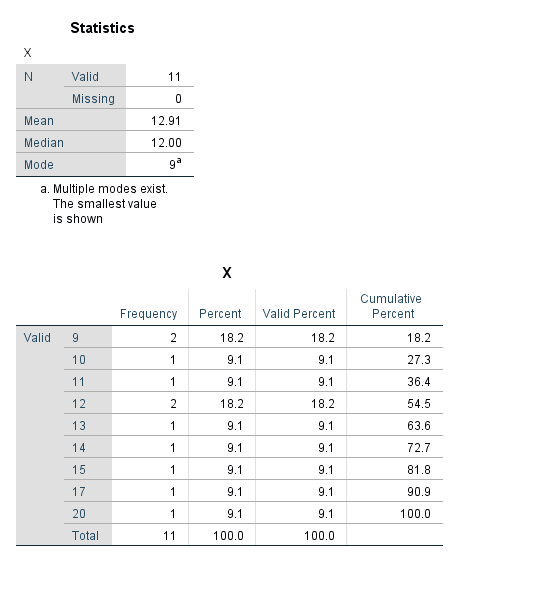 Statistics
X
N Valid 11
Missing 0
Mean 12.91
Median 12.00
Mode 9a
a. Multiple modes exist.
The smallest value
is shown
X
Frequency Percent Valid Percent Cumulative Percent
Valid 9 2 18.2 18.2 18.2
10 1 9.1 9.1 27.3
11 1 9.1 9.1 36.4
12 2 18.2 18.2 54.5
13 1 9.1 9.1 63.6
14 1 9.1 9.1 72.7
15 1 9.1 9.1 81.8
17 1 9.1 9.1 90.9
20 1 9.1 9.1 100.0
Total 11 100.0 100.0